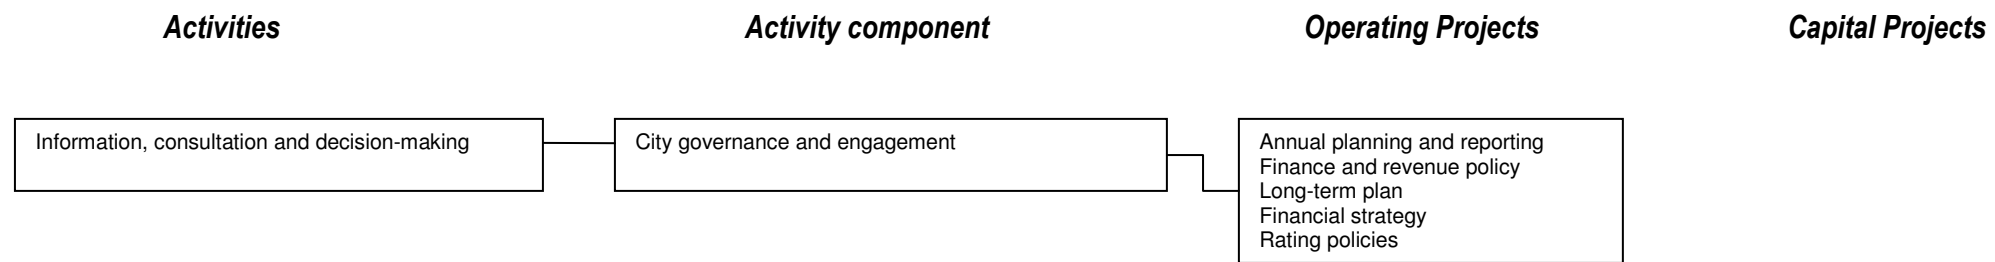 Activities
Activity component
Operating Projects
Capital Projects
Information, consultation and decision-making
City governance and engagement
Annual planning and reporting
Finance and revenue policy
Long-term plan
Financial strategy
Rating policies